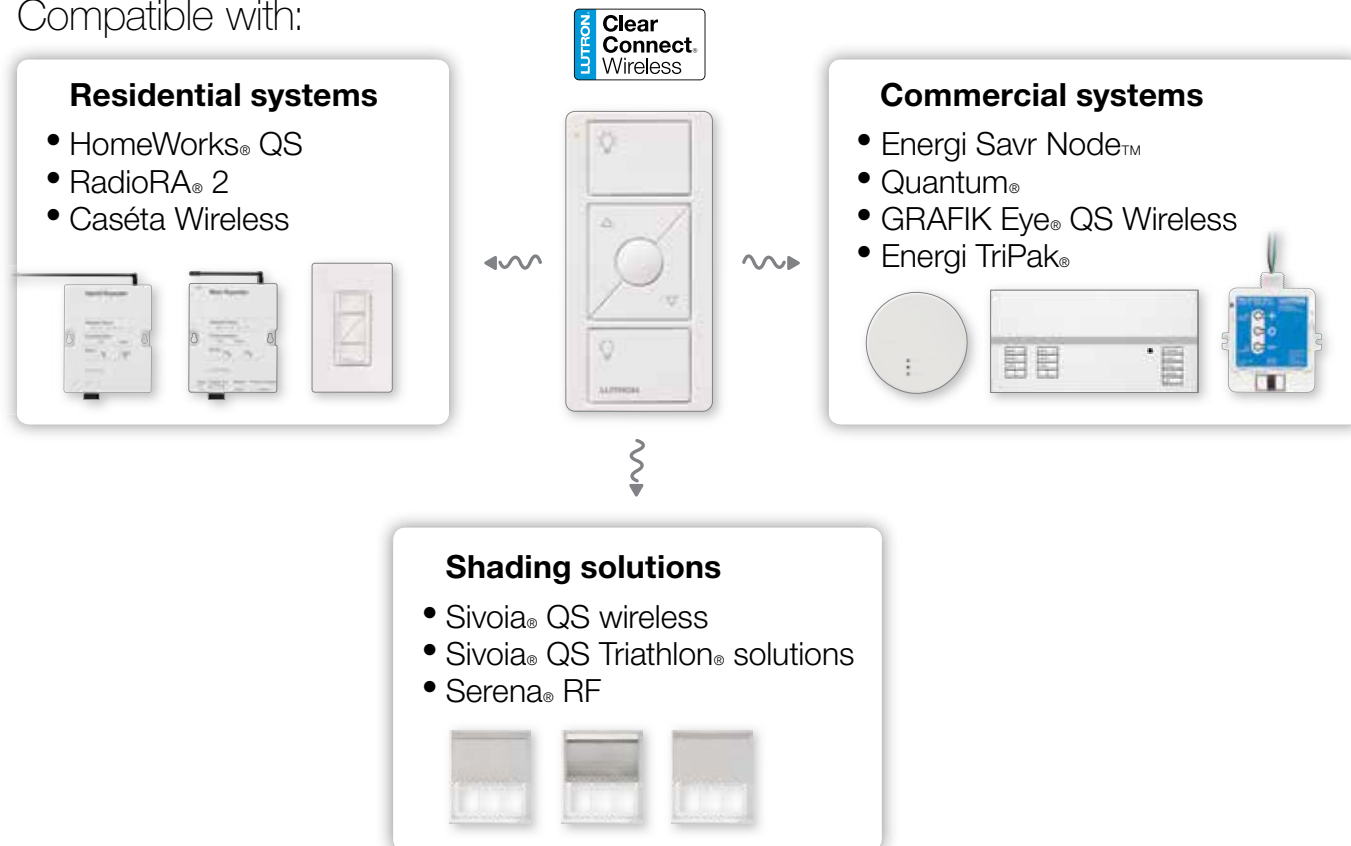 Compatible with:
LUTRON
Clear
Connect®
Wireless
Residential systems
• HomeWorks® QS
• RadioRA® 2
• Caséta Wireless
Commercial systems
• Energi Savr Node™
• Quantum®
• GRAFIK Eye® QS Wireless
• Energi TriPak®
LUTRON
Shading solutions
• Sivoia® QS wireless
• Sivoia® QS Triathlon® solutions
• Serena® RF